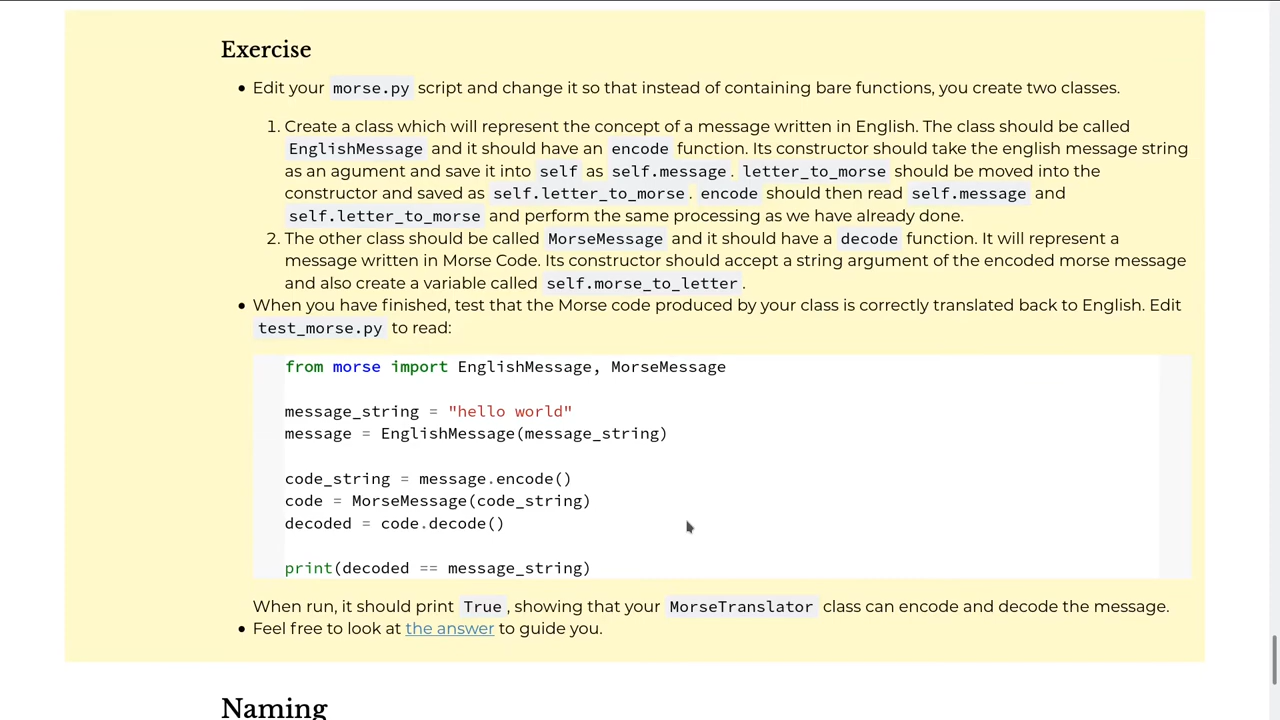 Exercise
• Edit your morse.py script and change it so that instead of containing bare functions, you create two classes.
1. Create a class which will represent the concept of a message written in English. The class should be called
EnglishMessage and it should have an encode function. Its constructor should take the english message string
as an agument and save it into self as self.message. letter_to_morse should be moved into the
constructor and saved as self.letter_to_morse. encode should then read self.message and
self.letter_to_morse and perform the same processing as we have already done.
2. The other class should be called MorseMessage and it should have a decode function. It will represent a
message written in Morse Code. Its constructor should accept a string argument of the encoded morse message
and also create a variable called self.morse_to_letter.
• When you have finished, test that the Morse code produced by your class is correctly translated back to English. Edit
test_morse.py to read:
from morse import EnglishMessage, MorseMessage
message_string = "hello world"
message = EnglishMessage(message_string)
code_string = message.encode()
code = MorseMessage(code_string)
decoded = code.decode()
print(decoded == message_string)
When run, it should print True, showing that your MorseTranslator class can encode and decode the message.
• Feel free to look at the answer to guide you.
Naming